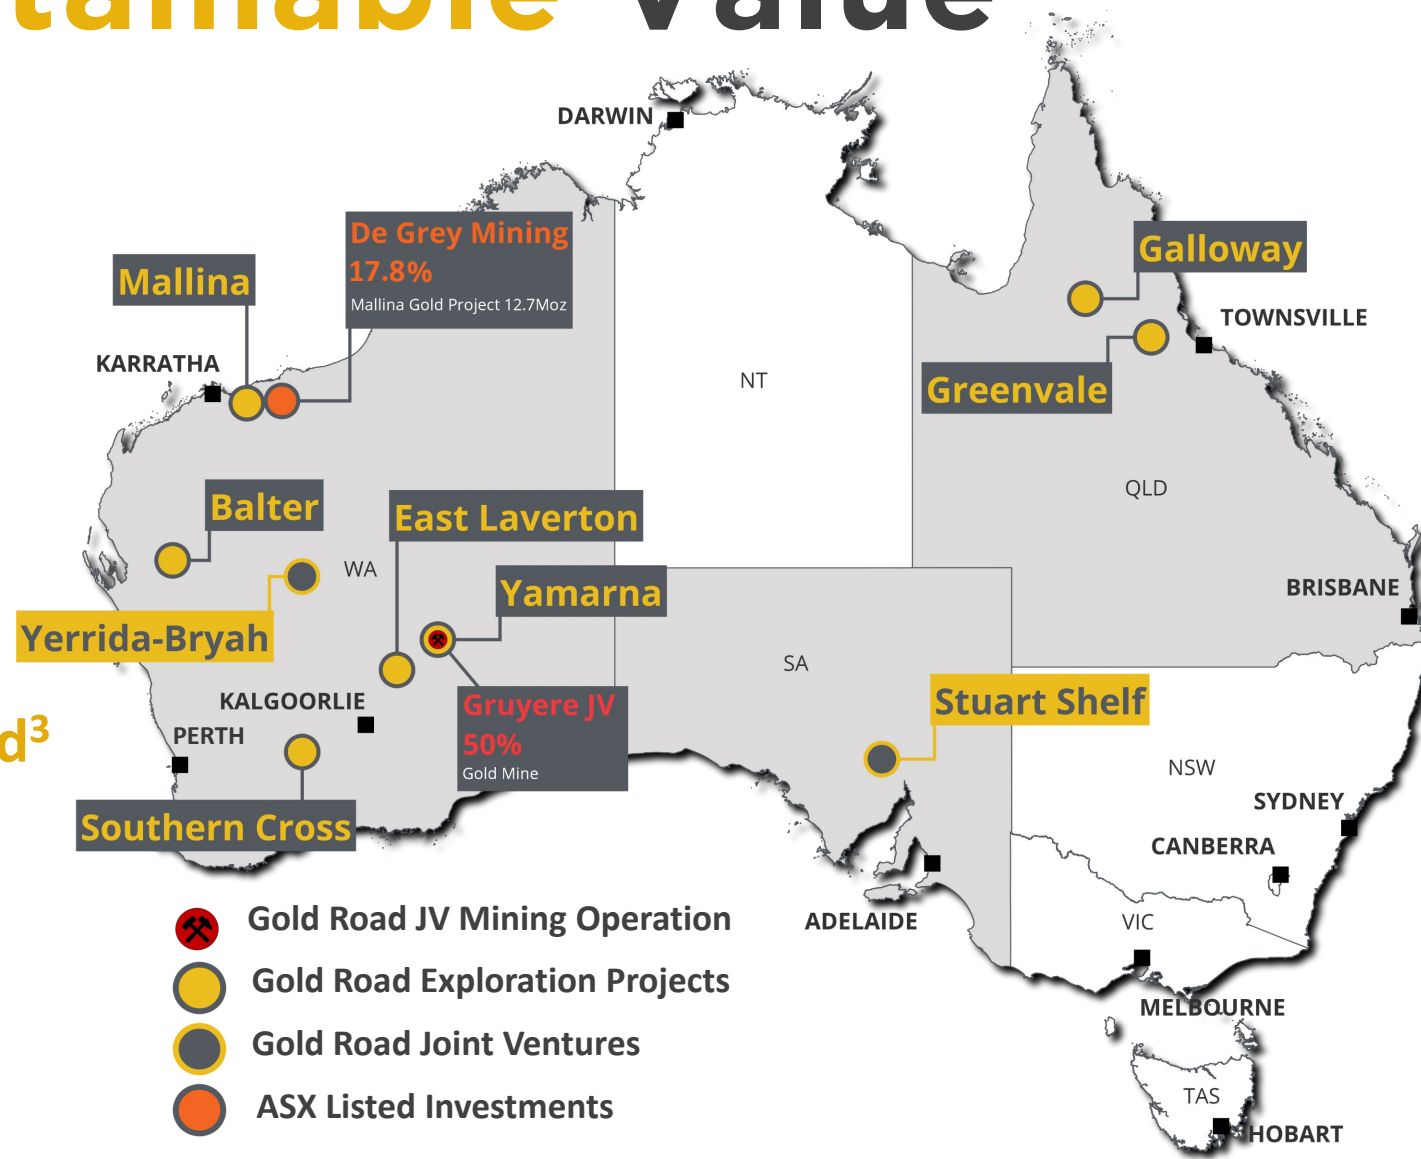 tainable Value
DARWIN
De Grey Mining
17.8%
Mallina Gold Project 12.7Moz
Mallina
KARRATHA
Galloway
TOWNSVILLE
Greenvale
NT
QLD
Balter
East Laverton
WA
Yamarna
BRISBANE
Yerrida-Bryah
SA
KALGOORLIE
Gruyere JV
50%
Gold Mine
Stuart Shelf
d³
PERTH
NSW
SYDNEY
Southern Cross
CANBERRA
ADELAIDE
VIC
MELBOURNE
TAS
HOBART
Gold Road JV Mining Operation
Gold Road Exploration Projects
Gold Road Joint Ventures
ASX Listed Investments